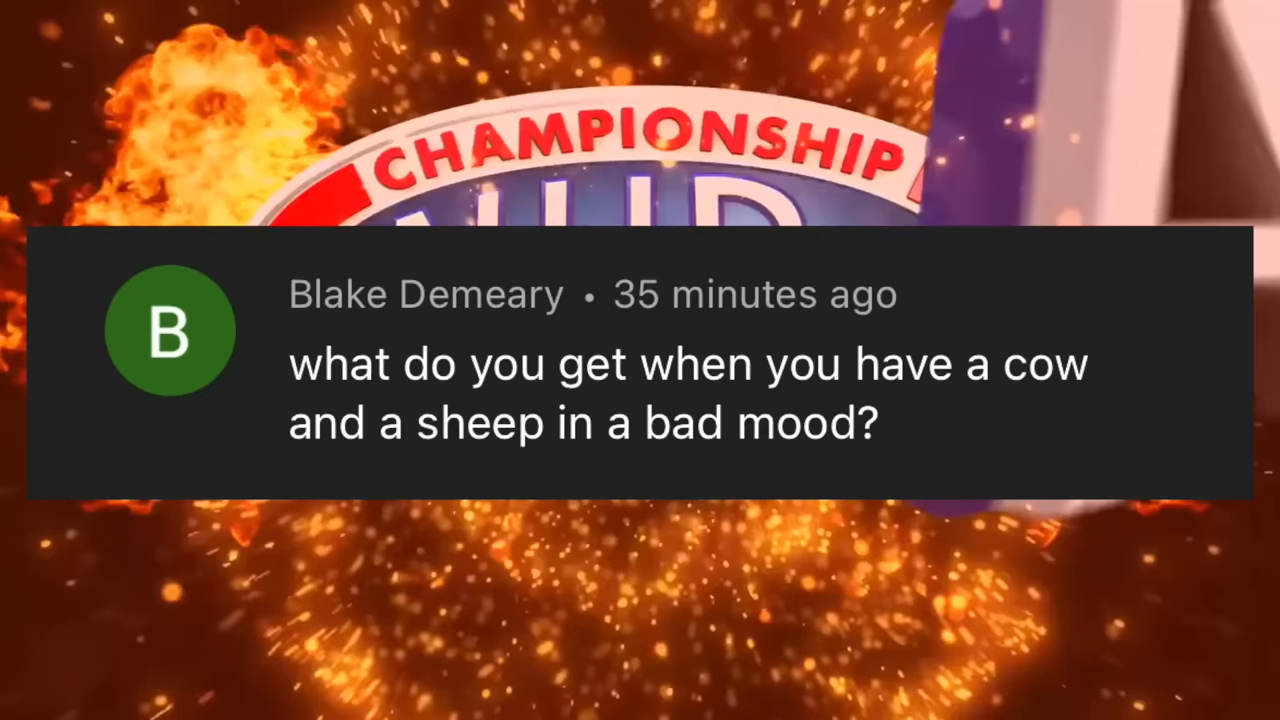 CHAMPIONSHIP
B
Blake Demeary • 35 minutes ago
what do you get when you have a cow
and a sheep in a bad mood?